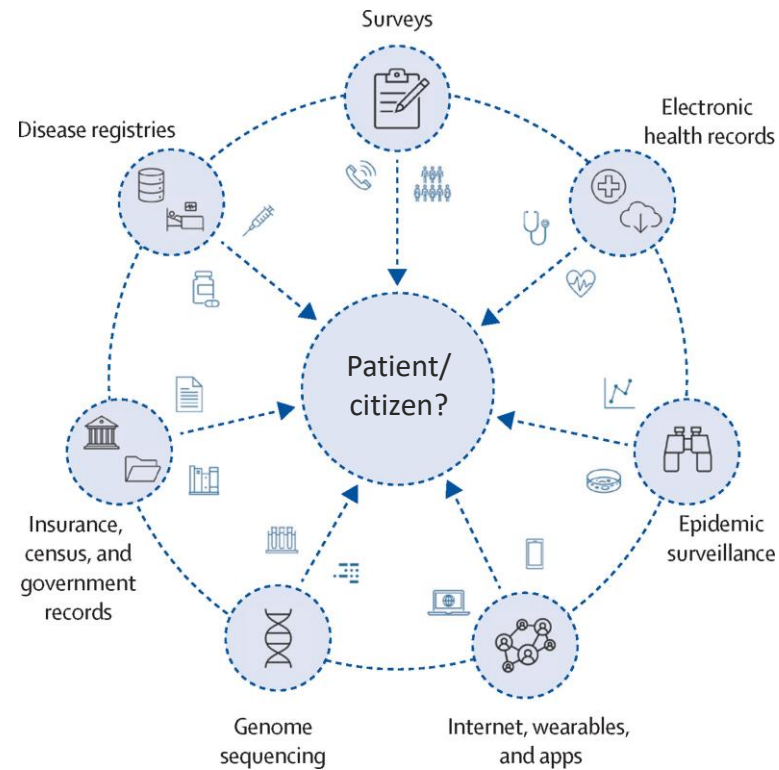 Surveys
Electronic
health records
Disease registries
Patient/
citizen?
Insurance,
census, and
government
records
Epidemic
surveillance
Genome
sequencing
Internet, wearables,
and apps